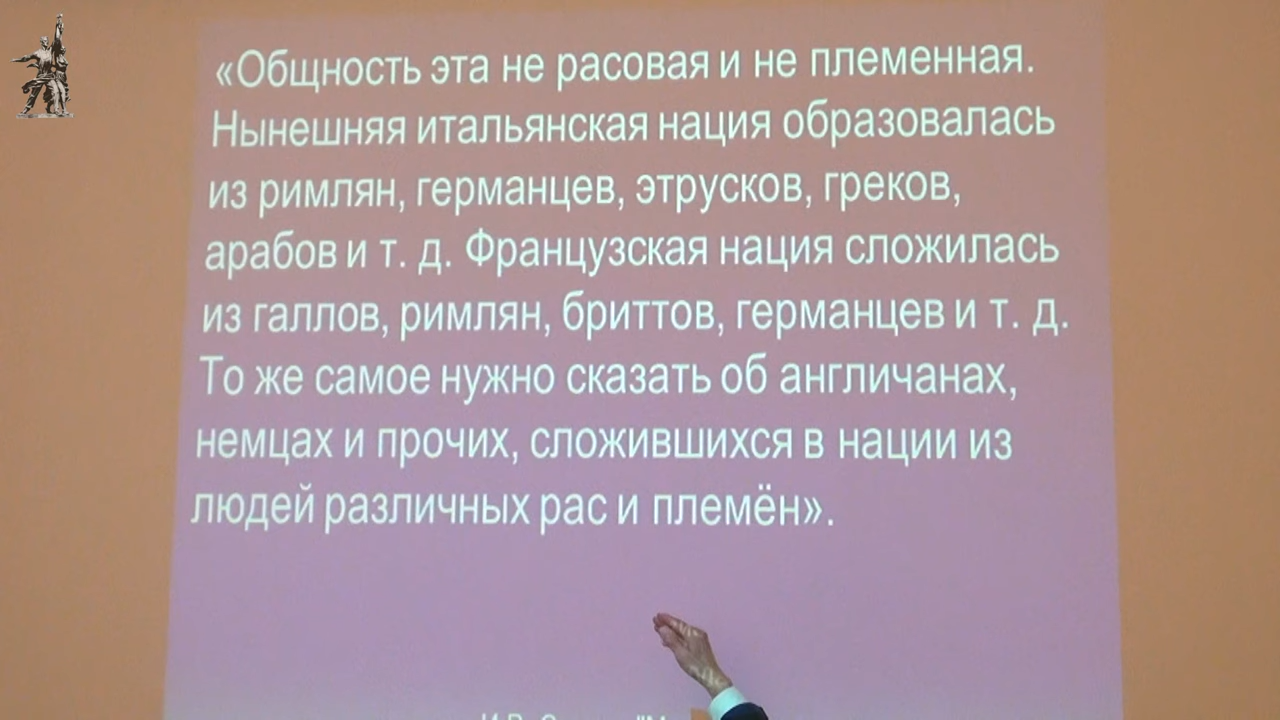 «Общность эта не расовая и не племенная.
Нынешняя итальянская нация образовалась
из римлян, германцев, этрусков, греков,
арабов и т. д. Французская нация сложилась
из галлов, римлян, бриттов, германцев и т. д.
То же самое нужно сказать об англичанах,
немцах и прочих, сложившихся в нации из
людей различных рас и племён».